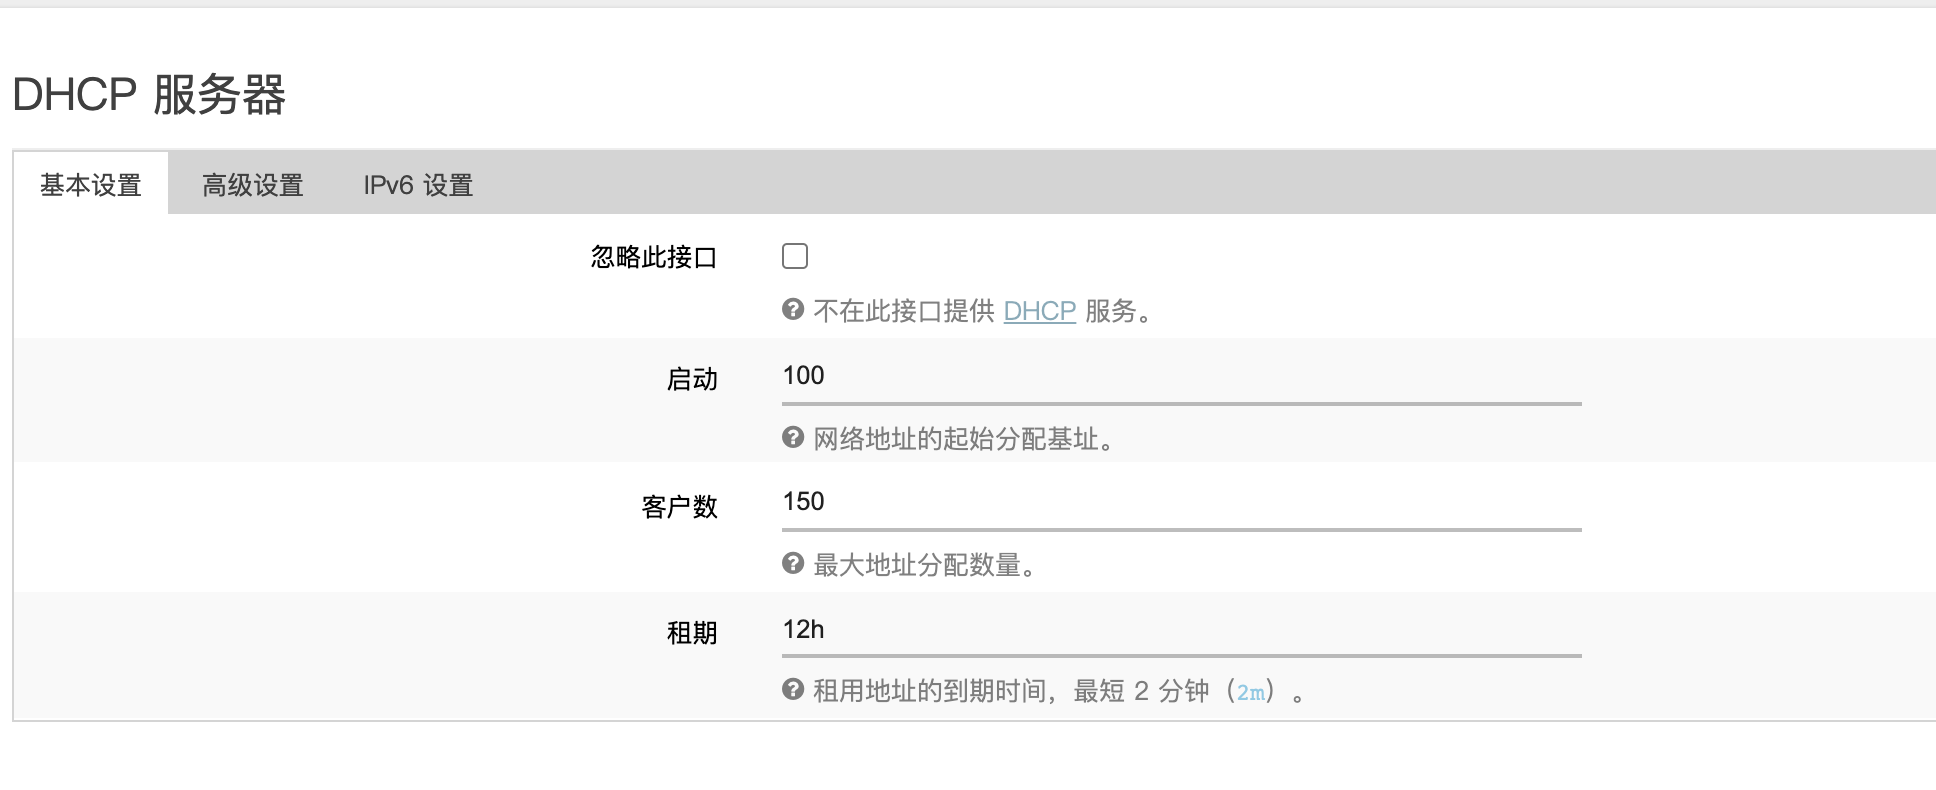 DHCP 服务器
基本设置 高级设置 IPv6 设置
忽略此接口
不在此接口提供 DHCP 服务。
启动 100
网络地址的起始分配基址。
客户数 150
最大地址分配数量。
租期 12h
租用地址的到期时间，最短 2 分钟（2m）。